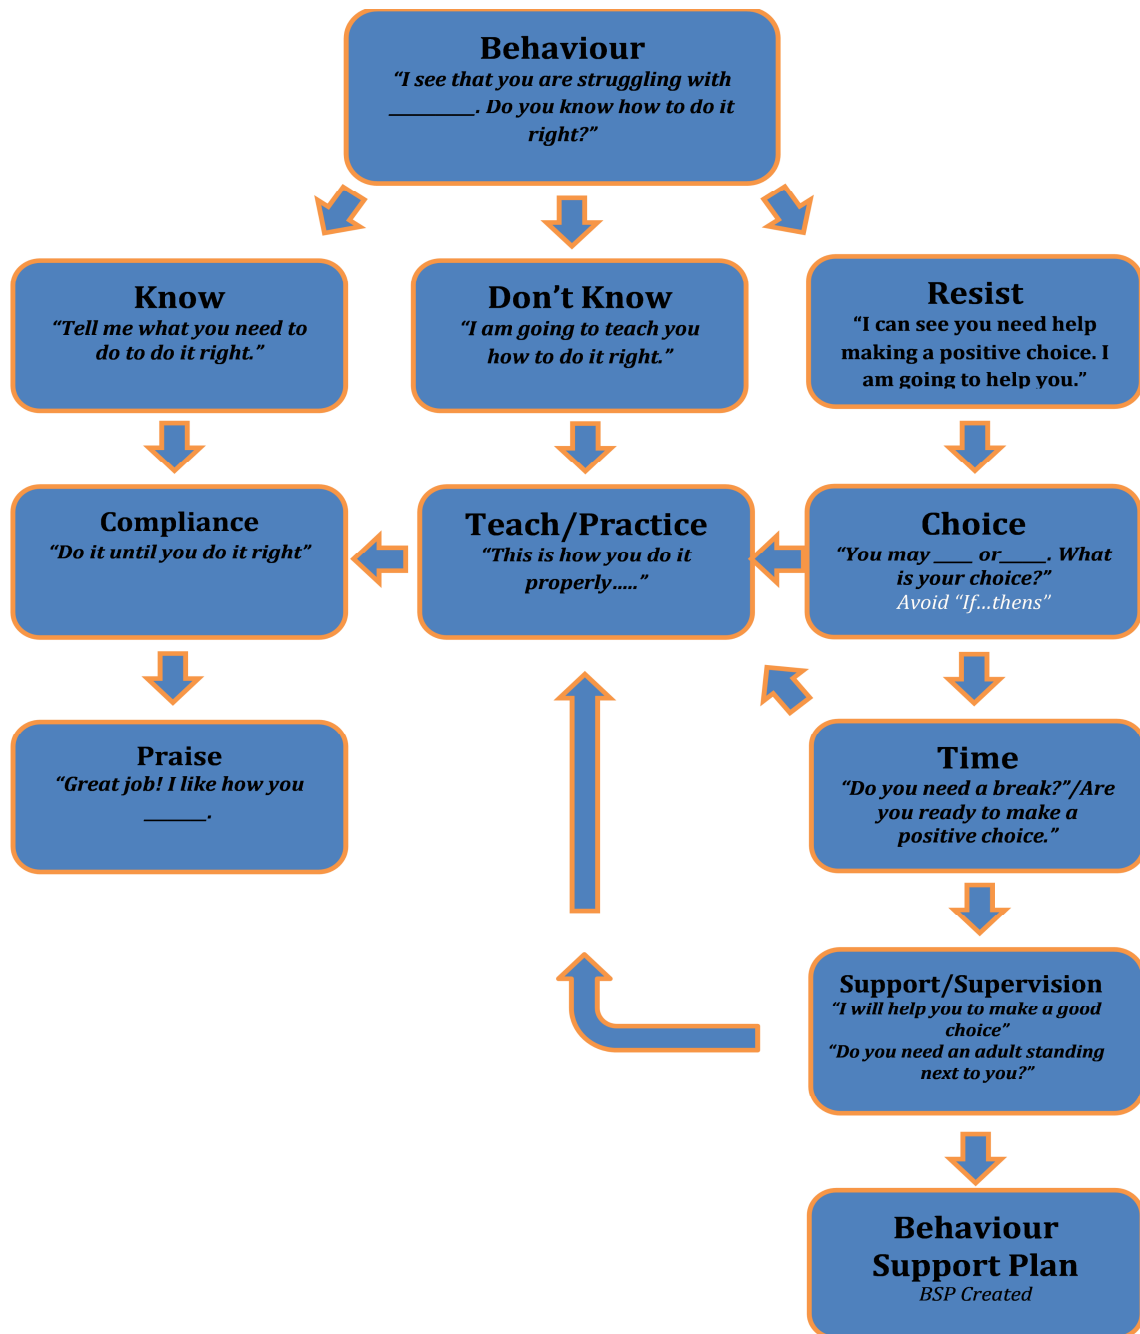 Behaviour
“I see that you are struggling with
__________. Do you know how to do it
right?”
Know
“Tell me what you need to
do to do it right.”
Don’t Know
“I am going to teach you
how to do it right.”
Resist
“I can see you need help
making a positive choice. I
am going to help you.”
Compliance
“Do it until you do it right”
Teach/Practice
“This is how you do it
properly…..”
Choice
“You may _____ or______. What
is your choice?”
Avoid “If…thens”
Praise
“Great job! I like how you
________.
Time
“Do you need a break?”/Are
you ready to make a
positive choice.”
Support/Supervision
“I will help you to make a good
choice”
“Do you need an adult standing
next to you?”
Behaviour
Support Plan
BSP Created